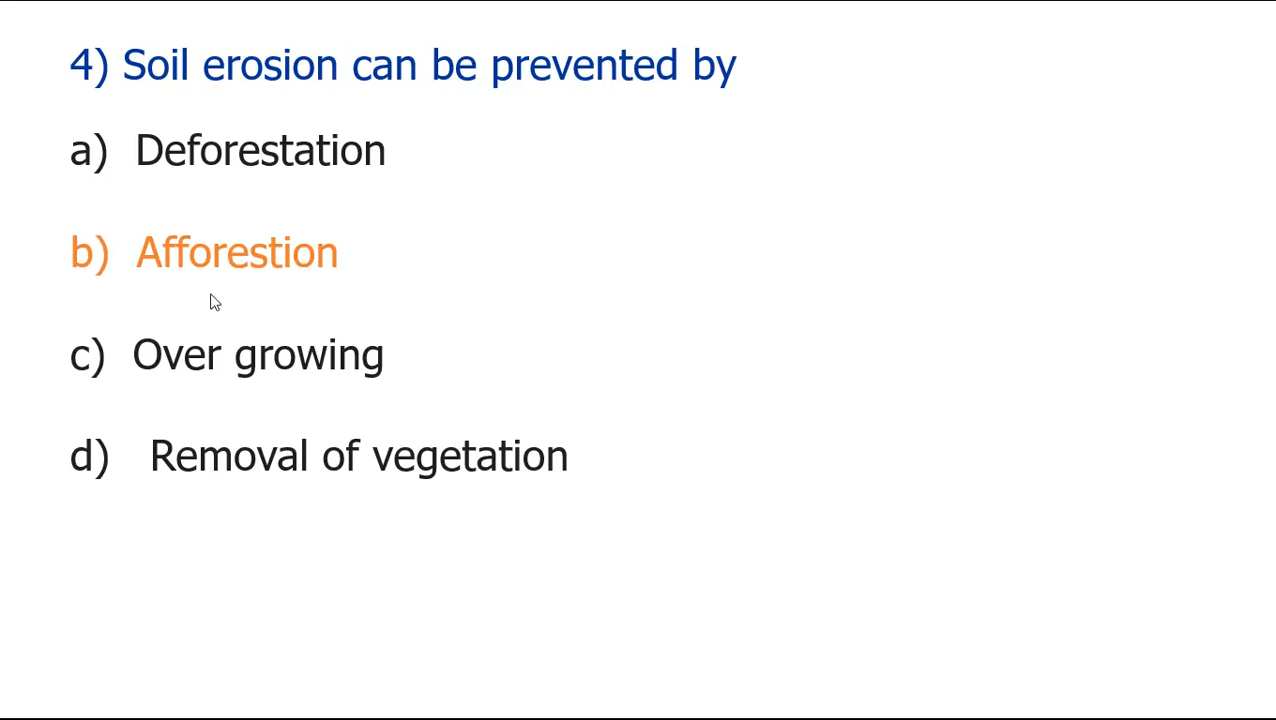 4) Soil erosion can be prevented by
a) Deforestation
b) Afforestion
c) Over growing
d) Removal of vegetation